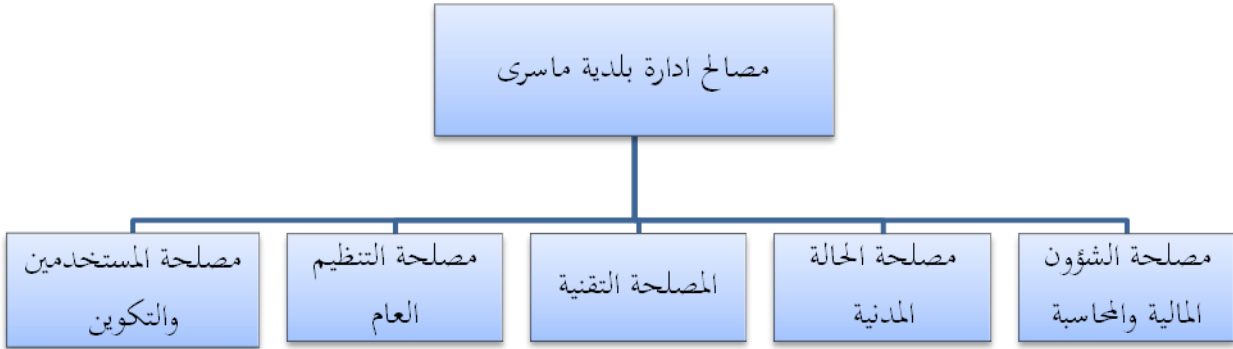 مصالح ادارة بلدية ماسرى
مصلحة الشؤون
المالية والمحاسبة
مصلحة الحالة
المدنية
المصلحة التقنية
مصلحة التنظيم
العام
مصلحة المستخدمين
والتكوين